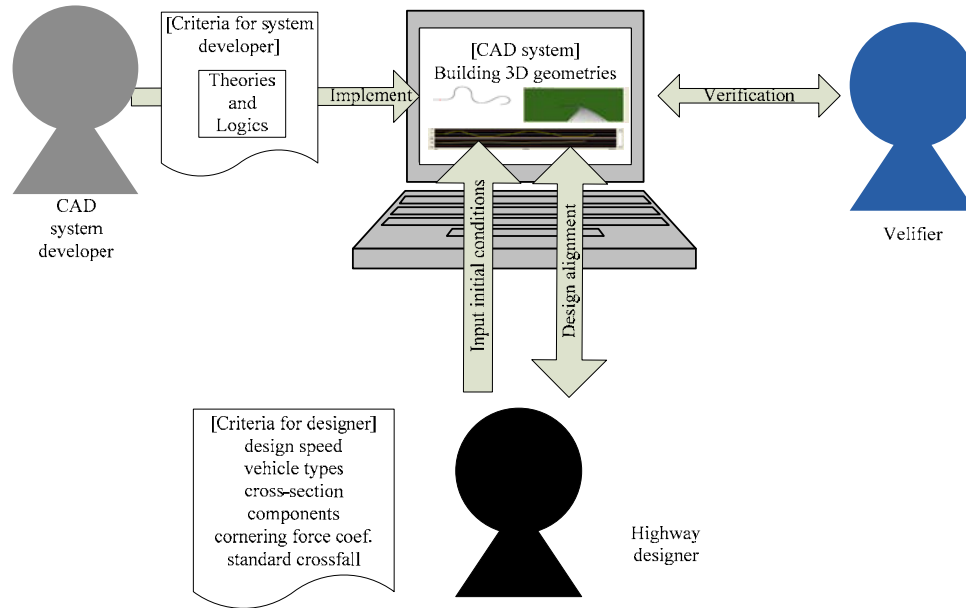 [Criteria for system
developer]
Theories
and
Logics
Implement
[CAD system]
Building 3D geometries
Verification
CAD
system
developer
Velifier
Input initial conditions
Design alignment
[Criteria for designer]
design speed
vehicle types
cross-section
components
cornering force coef.
standard crossfall
Highway
designer